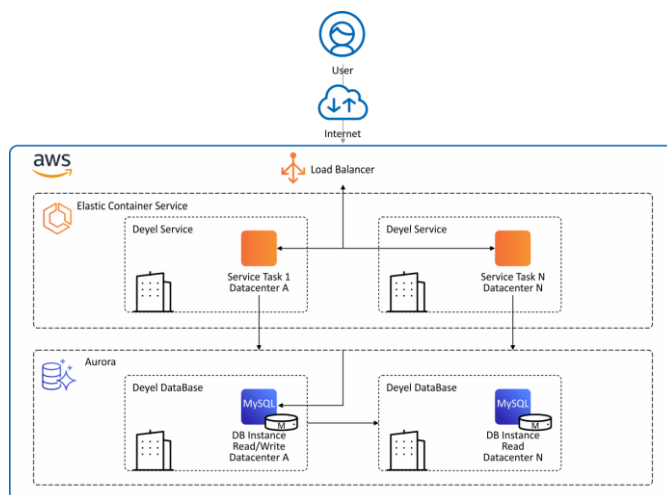 User
Internet
aws
Load Balancer
Elastic Container Service
Deyel Service
Service Task 1
Datacenter A
Deyel Service
Service Task N
Datacenter N
Aurora
Deyel DataBase
MySQL
M
DB Instance
Read/Write
Datacenter A
Deyel DataBase
MySQL
M
DB Instance
Read
Datacenter N